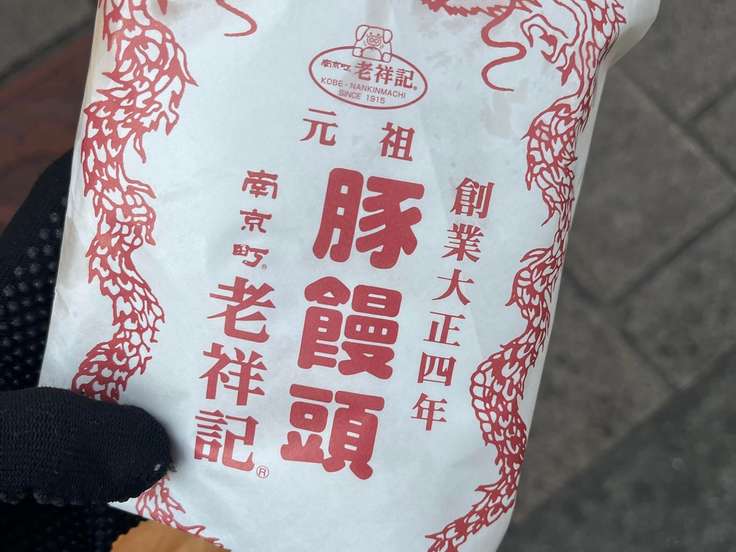 南京町 老祥記®
KOBE-NANKINMACHI
SINCE 1915
元祖
創業大正四年
豚饅頭
南京町®
老祥記®